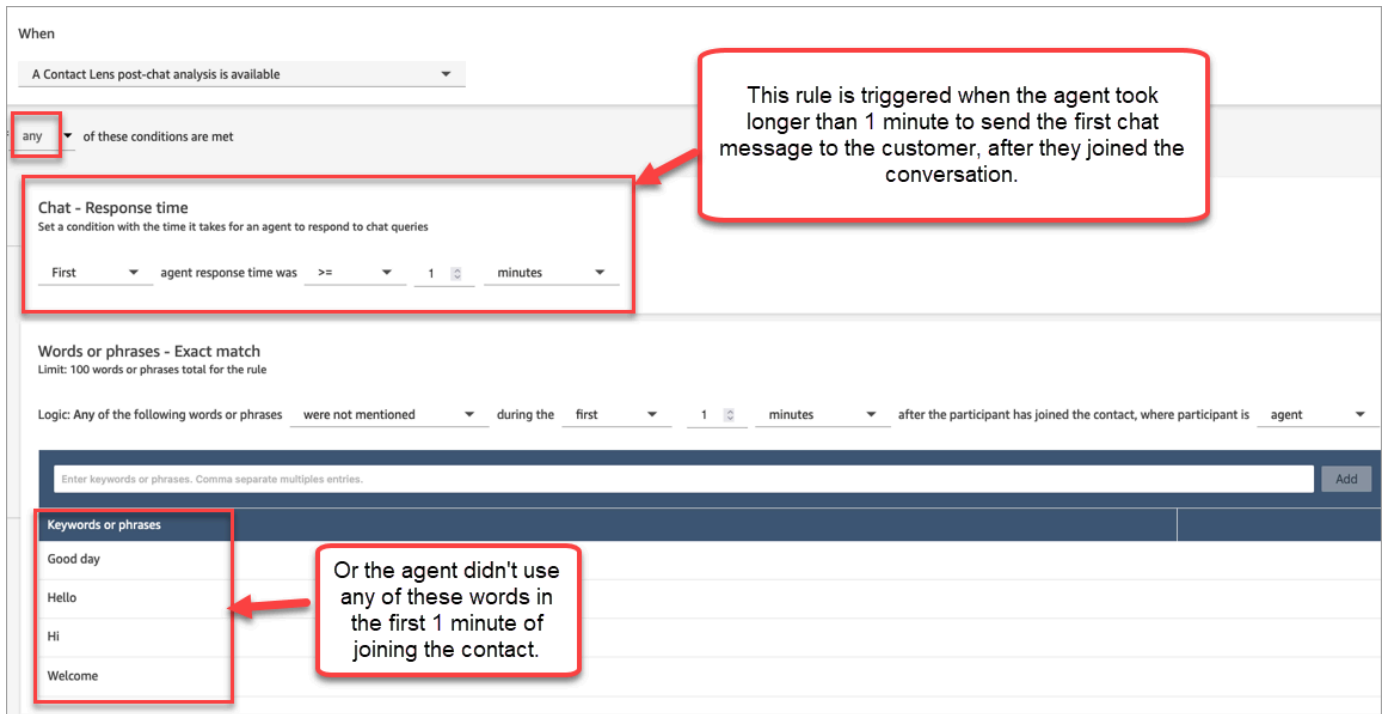 When
A Contact Lens post-chat analysis is available
any of these conditions are met
This rule is triggered when the agent took
longer than 1 minute to send the first chat
message to the customer, after they joined the
conversation.
Chat - Response time
Set a condition with the time it takes for an agent to respond to chat queries
First agent response time was >= 1 minutes
Words or phrases - Exact match
Limit: 100 words or phrases total for the rule
Logic: Any of the following words or phrases were not mentioned during the first 1 minutes after the participant has joined the contact, where participant is agent
Enter keywords or phrases. Comma separate multiple entries. Add
Keywords or phrases
Good day
Hello
Hi
Welcome
Or the agent didn't use
any of these words in
the first 1 minute of
joining the contact.